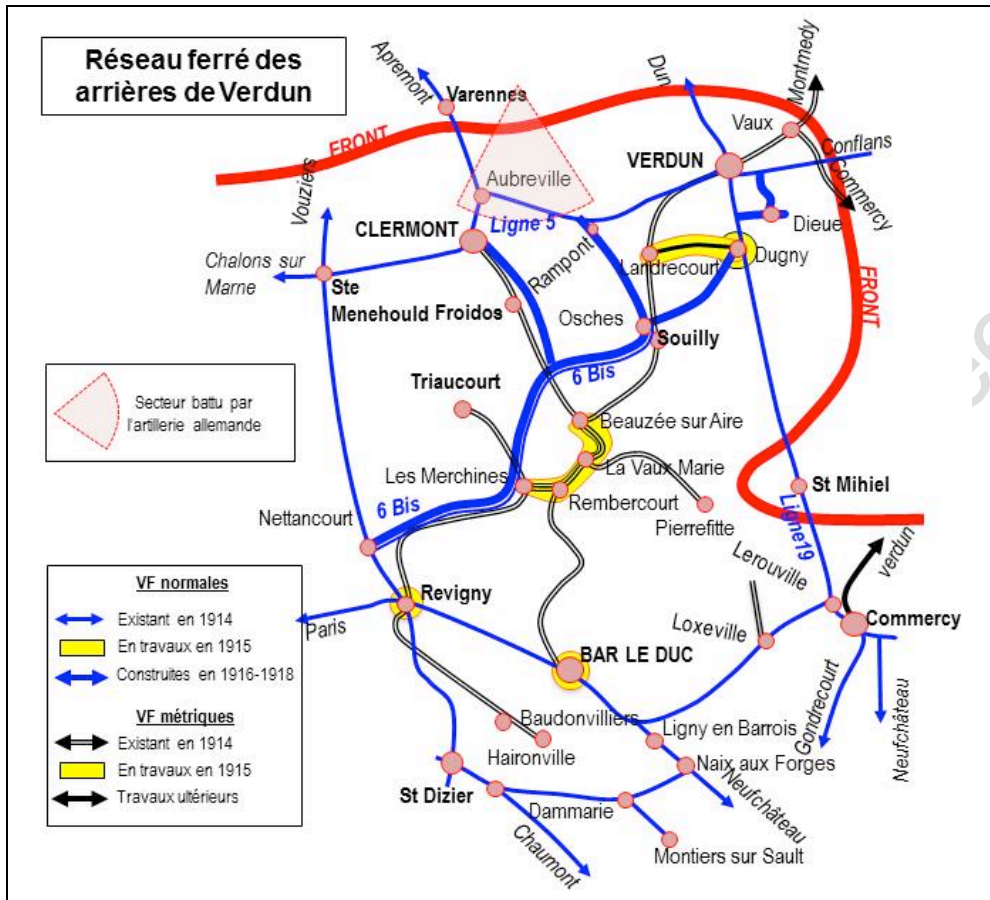 Réseau ferré des
arrières de Verdun
Apremont
Varennes
Dun
Montmedy
Vaux
FRONT
VERDUN
Conflans
Commercy
Vouziers
Aubreville
CLERMONT
Ligne 5
Rampont
Dieue
Landrecourt
Dugny
Chalons sur
Marne
Ste
Menehould
Froidos
Osches
Souilly
FRONT
6 Bis
Triaucourt
Secteur battu par
l'artillerie allemande
Beauzée sur Aire
La Vaux Marie
Les Merchines
Rembercourt
Pierrefitte
St Mihiel
Ligne19
6 Bis
Nettancourt
Lerouville
verdun
VF normales
Existant en 1914
En travaux en 1915
Construites en 1916-1918
VF métriques
Existant en 1914
En travaux en 1915
Travaux ultérieurs
Revigny
Paris
Loxeville
Commercy
BAR LE DUC
Gondrecourt
Neufchâteau
Baudonvilliers
Haironville
Ligny en Barrois
Naix aux Forges
Neufchâteau
St Dizier
Dammarie
Chaumont
Montiers sur Sault